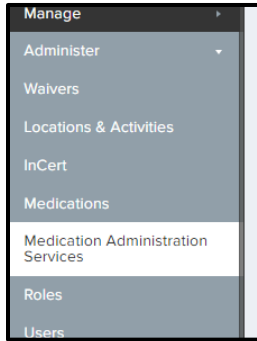 Manage
Administer
Waivers
Locations & Activities
InCert
Medications
Medication Administration
Services
Roles
Users